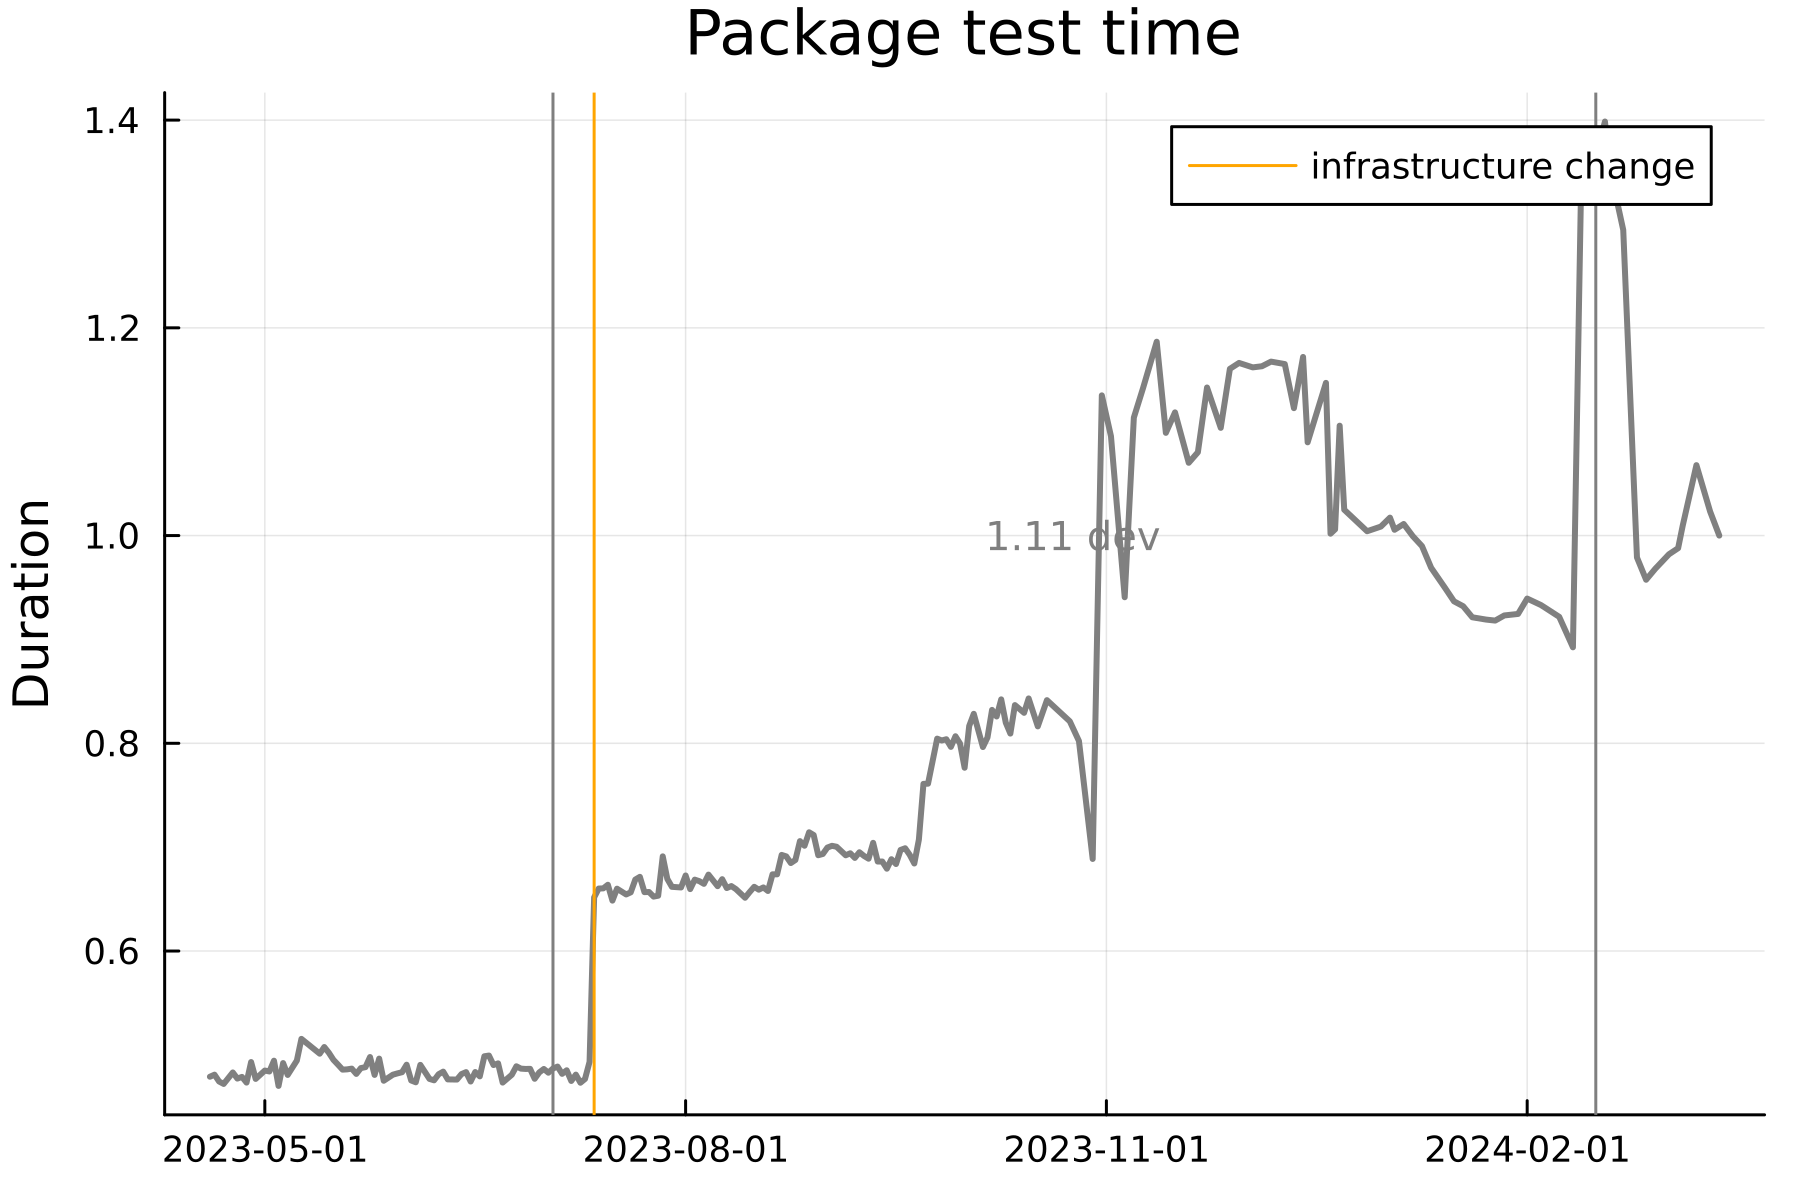 Package test time
Duration
1.4
1.2
1.0
0.8
0.6
infrastructure change
1.11 dev
2023-05-01
2023-08-01
2023-11-01
2024-02-01